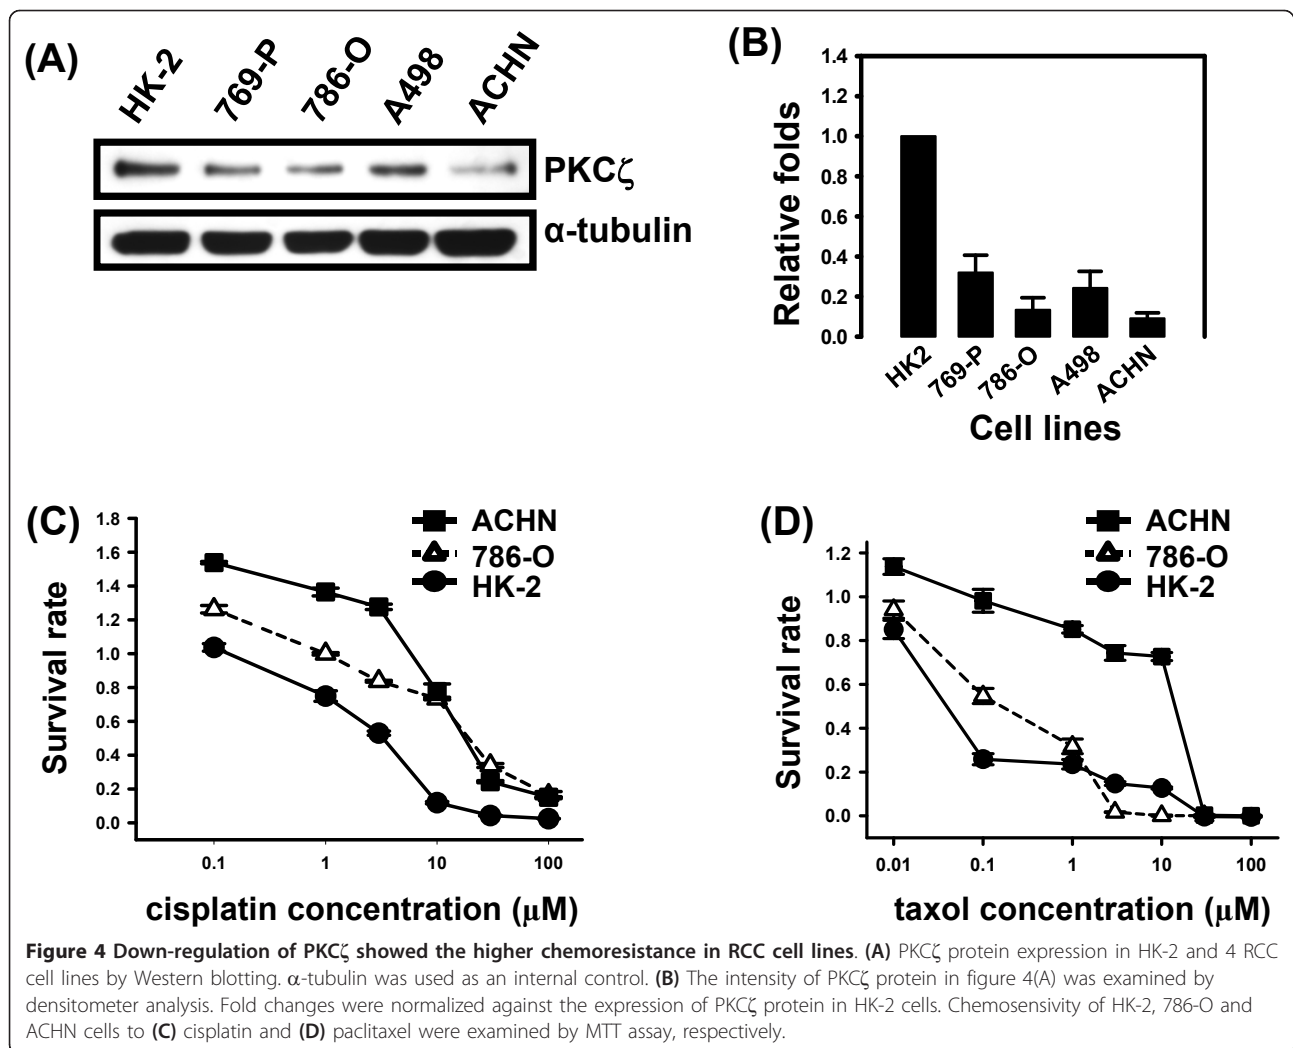 (A)
HK-2 769-P 786-O A498 ACHN
PKCζ
α-tubulin
(B)
1.4
1.2
1.0
0.8
0.6
0.4
0.2
0.0
Relative folds
HK2 769-P 786-O A498 ACHN
Cell lines
(C)
ACHN
786-O
HK-2
1.8
1.6
1.4
1.2
1.0
0.8
0.6
0.4
0.2
0.0
Survival rate
0.1 1 10 100
cisplatin concentration (μM)
(D)
ACHN
786-O
HK-2
1.2
1.0
0.8
0.6
0.4
0.2
0.0
Survival rate
0.01 0.1 1 10 100
taxol concentration (μM)
Figure 4 Down-regulation of PKCζ showed the higher chemoresistance in RCC cell lines. (A) PKCζ protein expression in HK-2 and 4 RCC
cell lines by Western blotting. α-tubulin was used as an internal control. (B) The intensity of PKCζ protein in figure 4(A) was examined by
densitometer analysis. Fold changes were normalized against the expression of PKCζ protein in HK-2 cells. Chemosensivity of HK-2, 786-O and
ACHN cells to (C) cisplatin and (D) paclitaxel were examined by MTT assay, respectively.